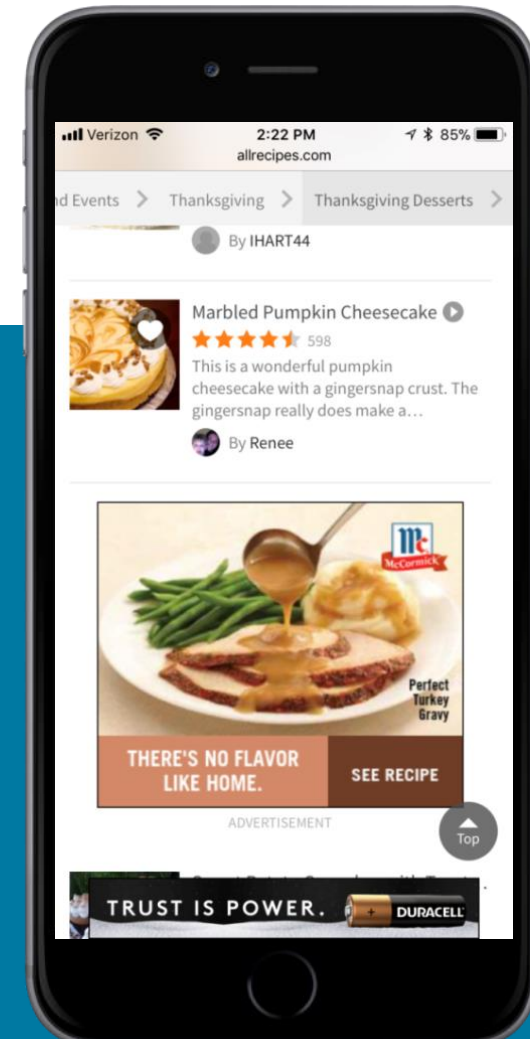 Verizon 2:22 PM 85%
allrecipes.com
nd Events > Thanksgiving > Thanksgiving Desserts >
By IHART44
Marbled Pumpkin Cheesecake
598
This is a wonderful pumpkin
cheesecake with a gingersnap crust. The
gingersnap really does make a…
By Renee
Mc
McCormick
Perfect
Turkey
Gravy
THERE'S NO FLAVOR
LIKE HOME.
SEE RECIPE
ADVERTISEMENT
Top
TRUST IS POWER. + DURACELL